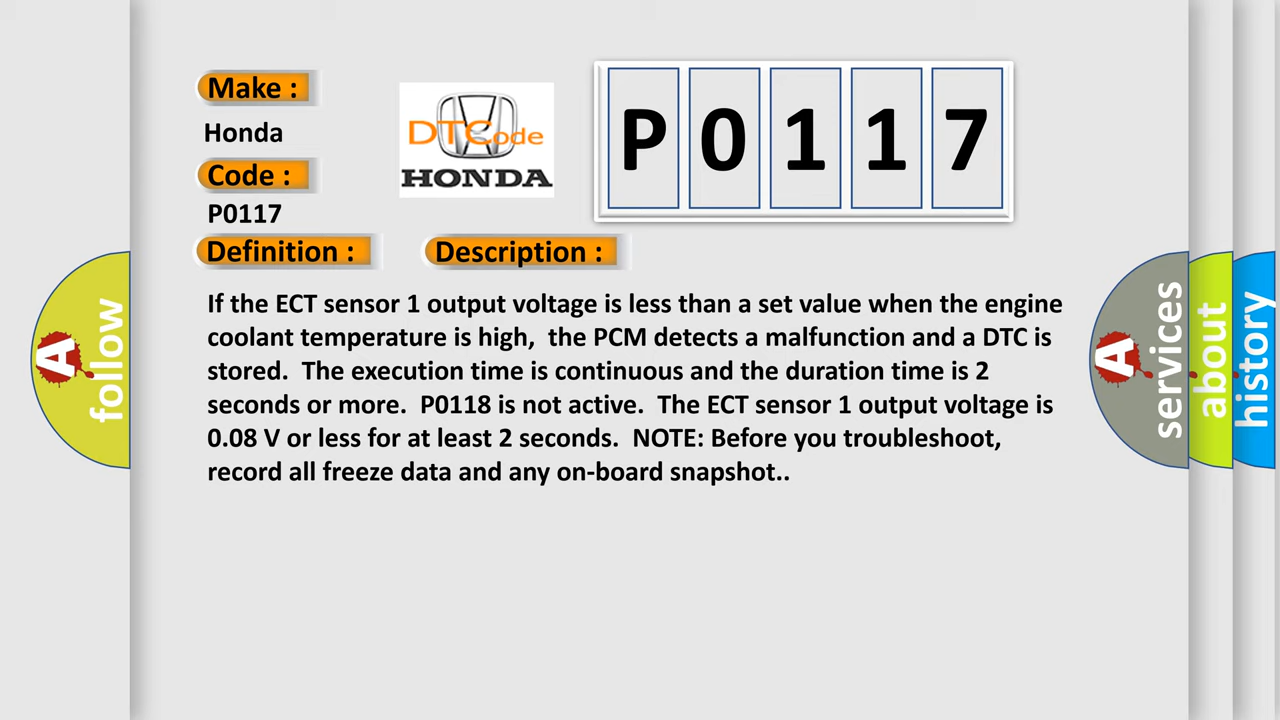 Make :
Honda
Code :
P0117
DTCode
HONDA
P0117
Definition :
Description :
If the ECT sensor 1 output voltage is less than a set value when the engine
coolant temperature is high,  the PCM detects a malfunction and a DTC is
stored.  The execution time is continuous and the duration time is 2
seconds or more.  P0118 is not active.  The ECT sensor 1 output voltage is
0.08 V or less for at least 2 seconds.  NOTE: Before you troubleshoot,
record all freeze data and any on-board snapshot..
A follow
A services
about
history